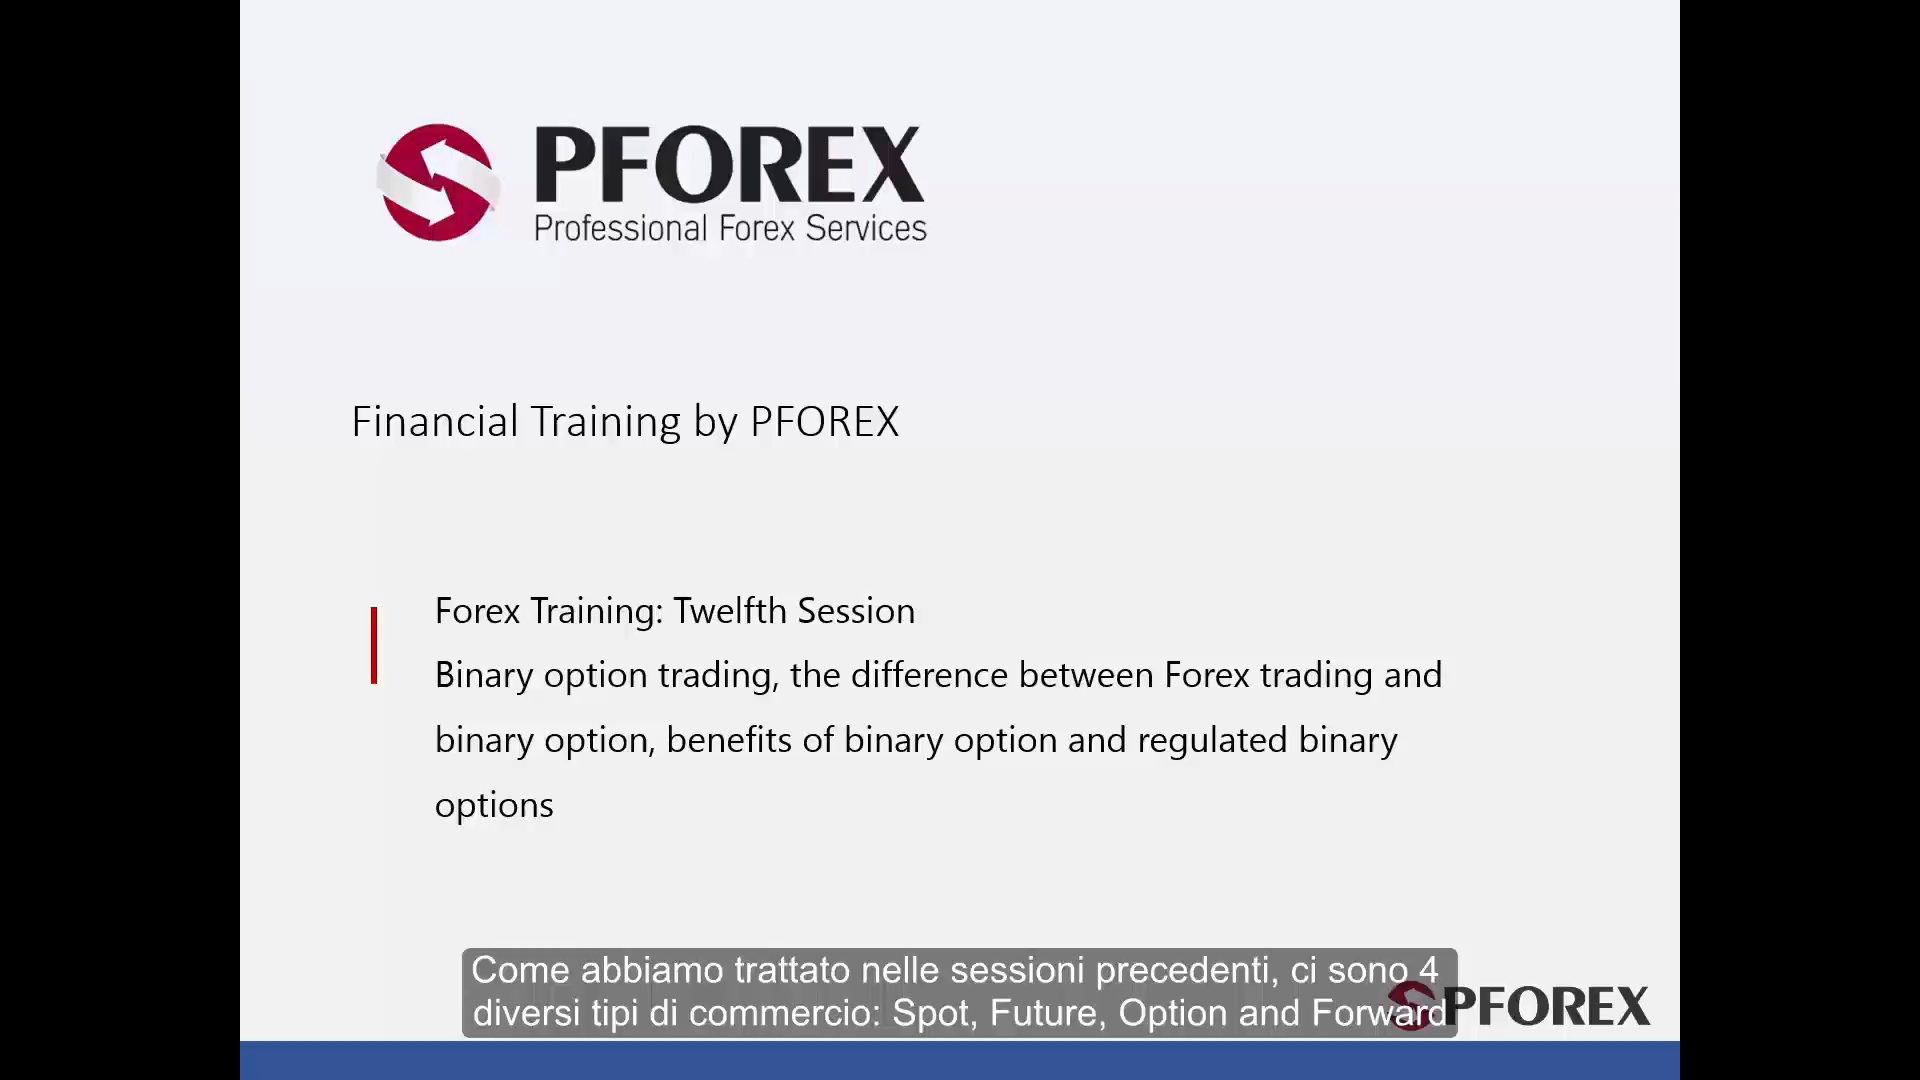 PFOREX
Professional Forex Services
Financial Training by PFOREX
Forex Training: Twelfth Session
Binary option trading, the difference between Forex trading and
binary option, benefits of binary option and regulated binary
options
Come abbiamo trattato nelle sessioni precedenti, ci sono 4
diversi tipi di commercio: Spot, Future, Option and Forward
PFOREX